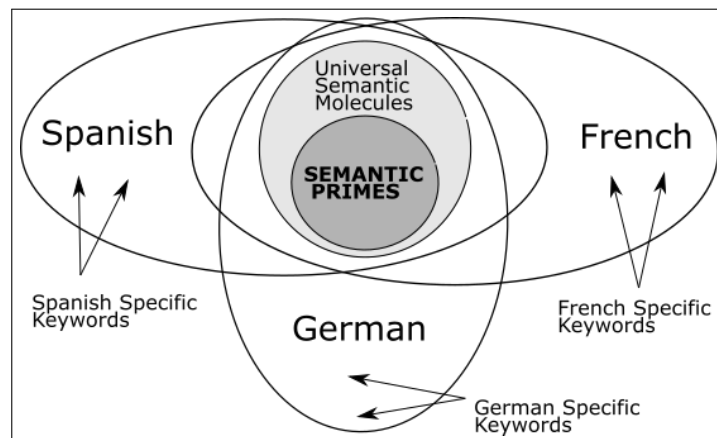 Universal
Semantic
Molecules
Spanish
French
SEMANTIC
PRIMES
Spanish Specific
Keywords
French Specific
Keywords
German
German Specific
Keywords